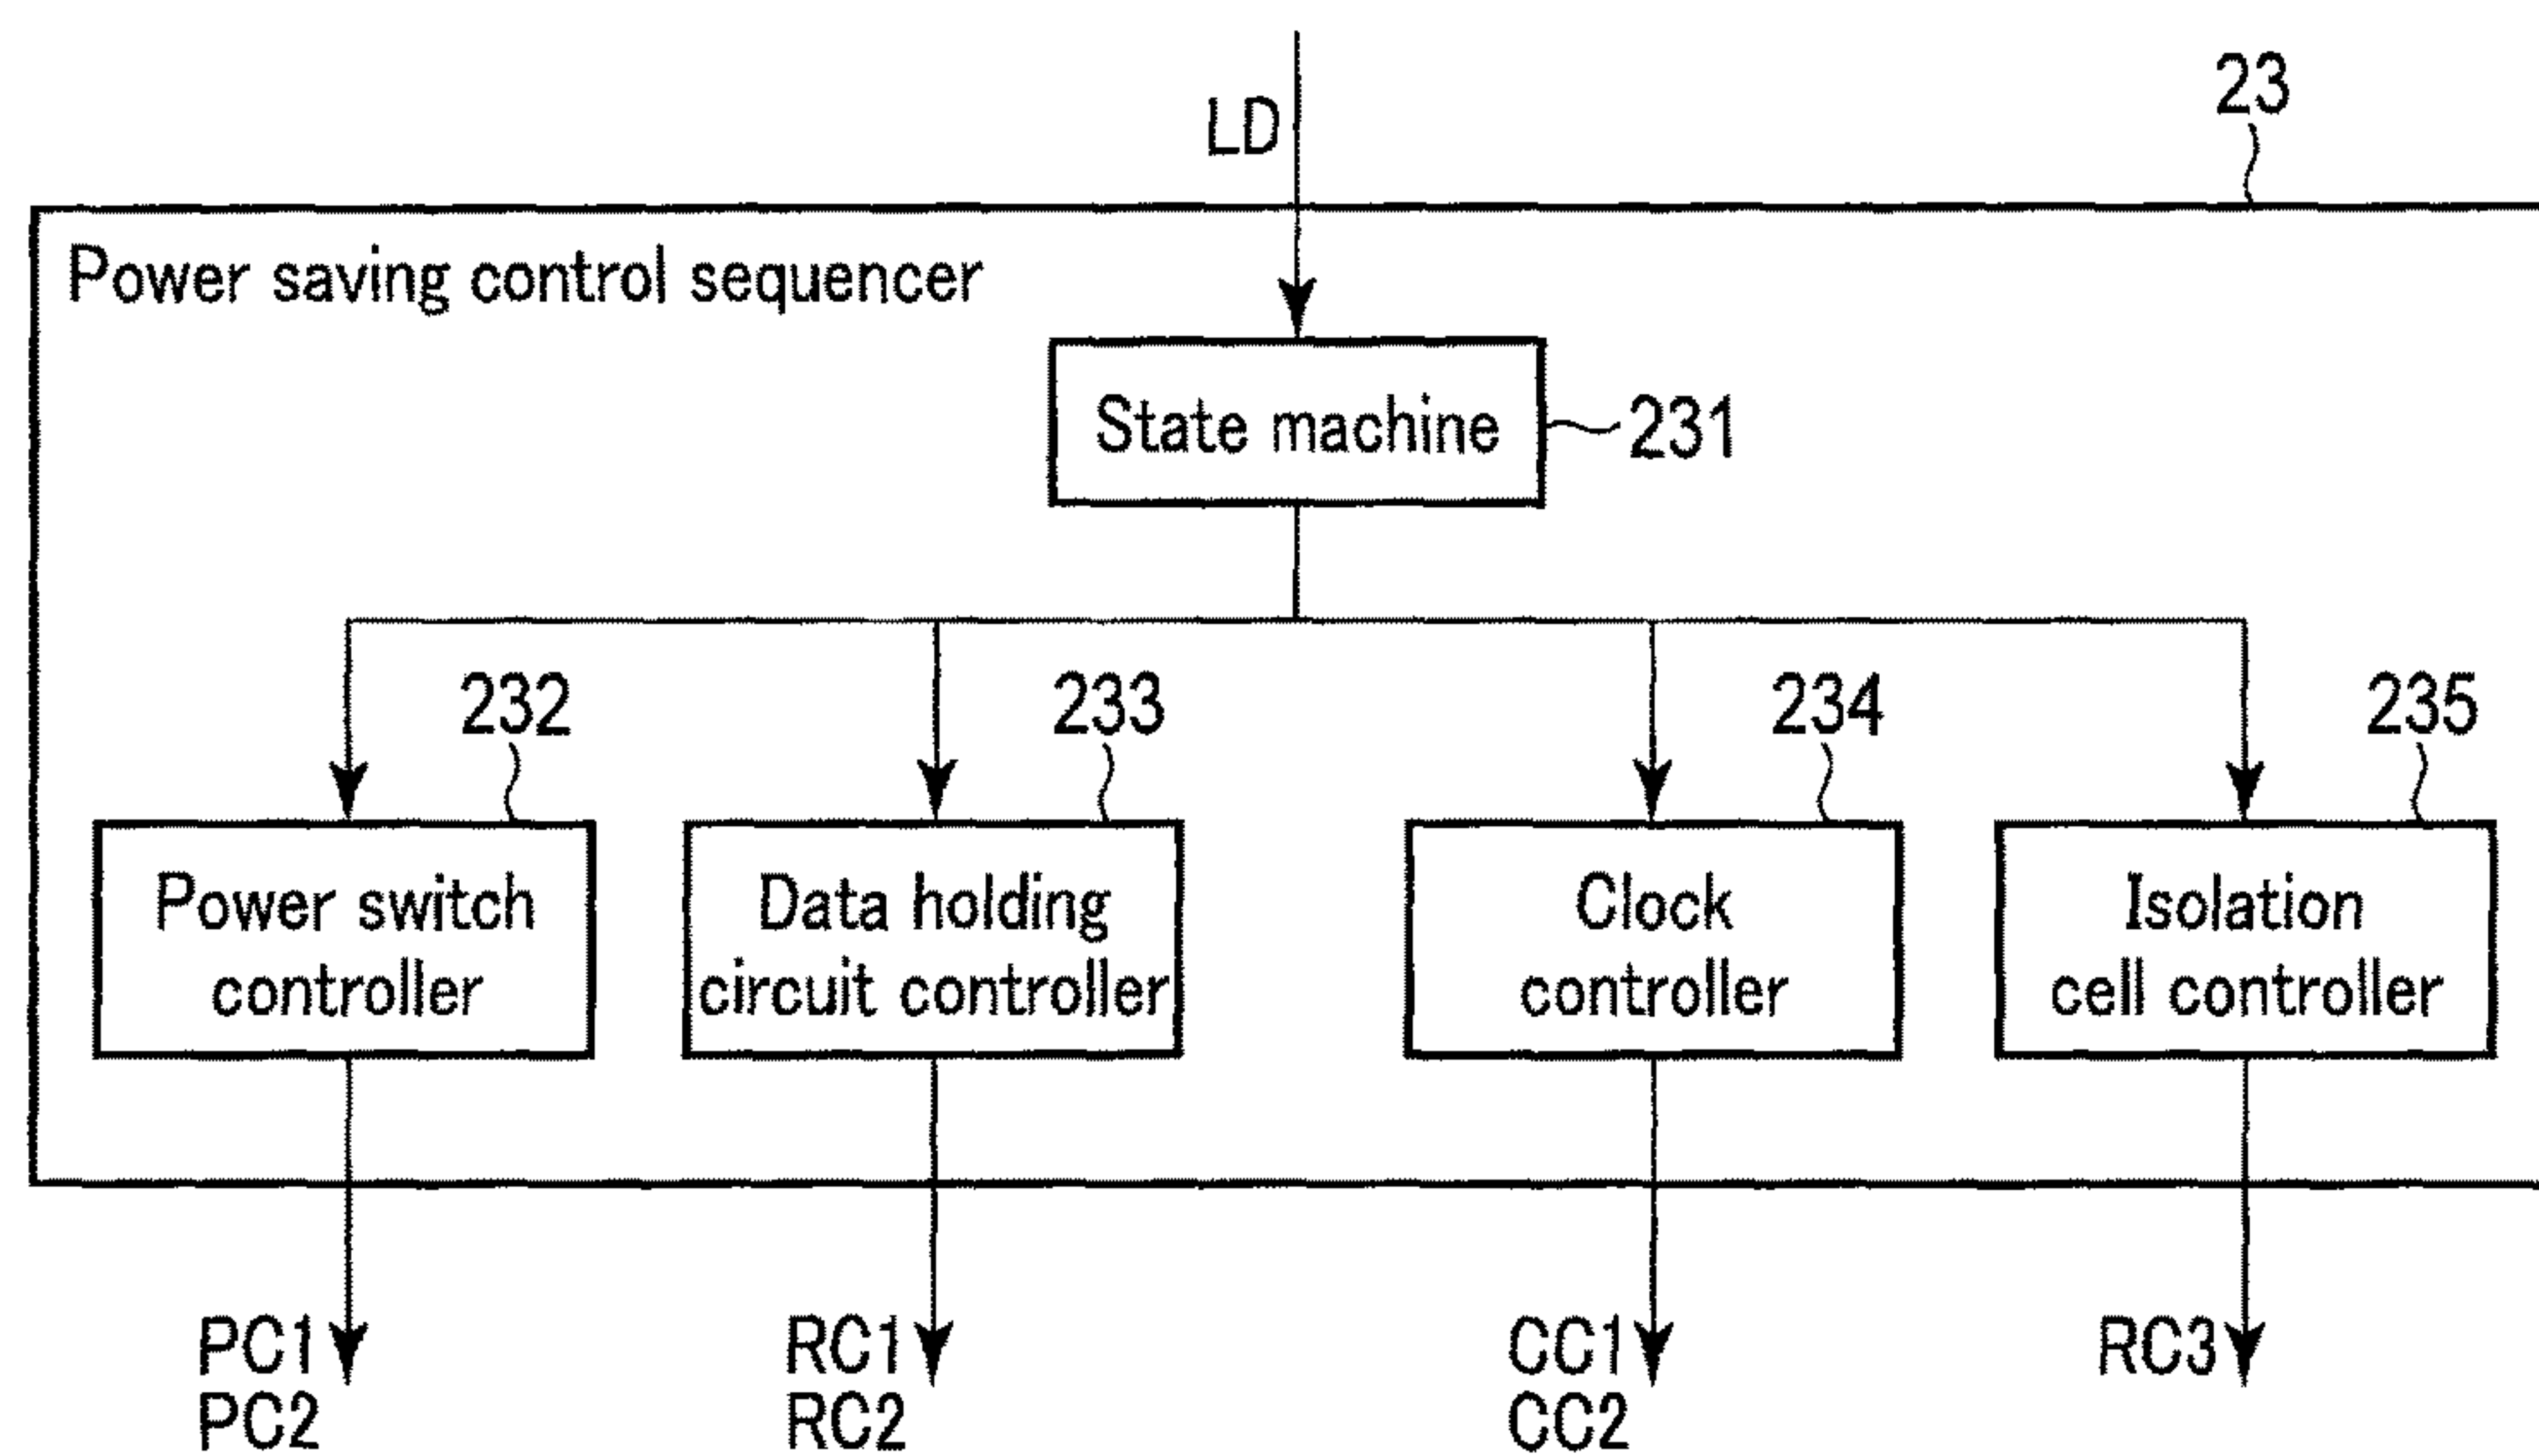 LD
23
Power saving control sequencer
State machine
231
232
233
234
235
Power switch
controller
Data holding
circuit controller
Clock
controller
Isolation
cell controller
PC1
PC2
RC1
RC2
CC1
CC2
RC3